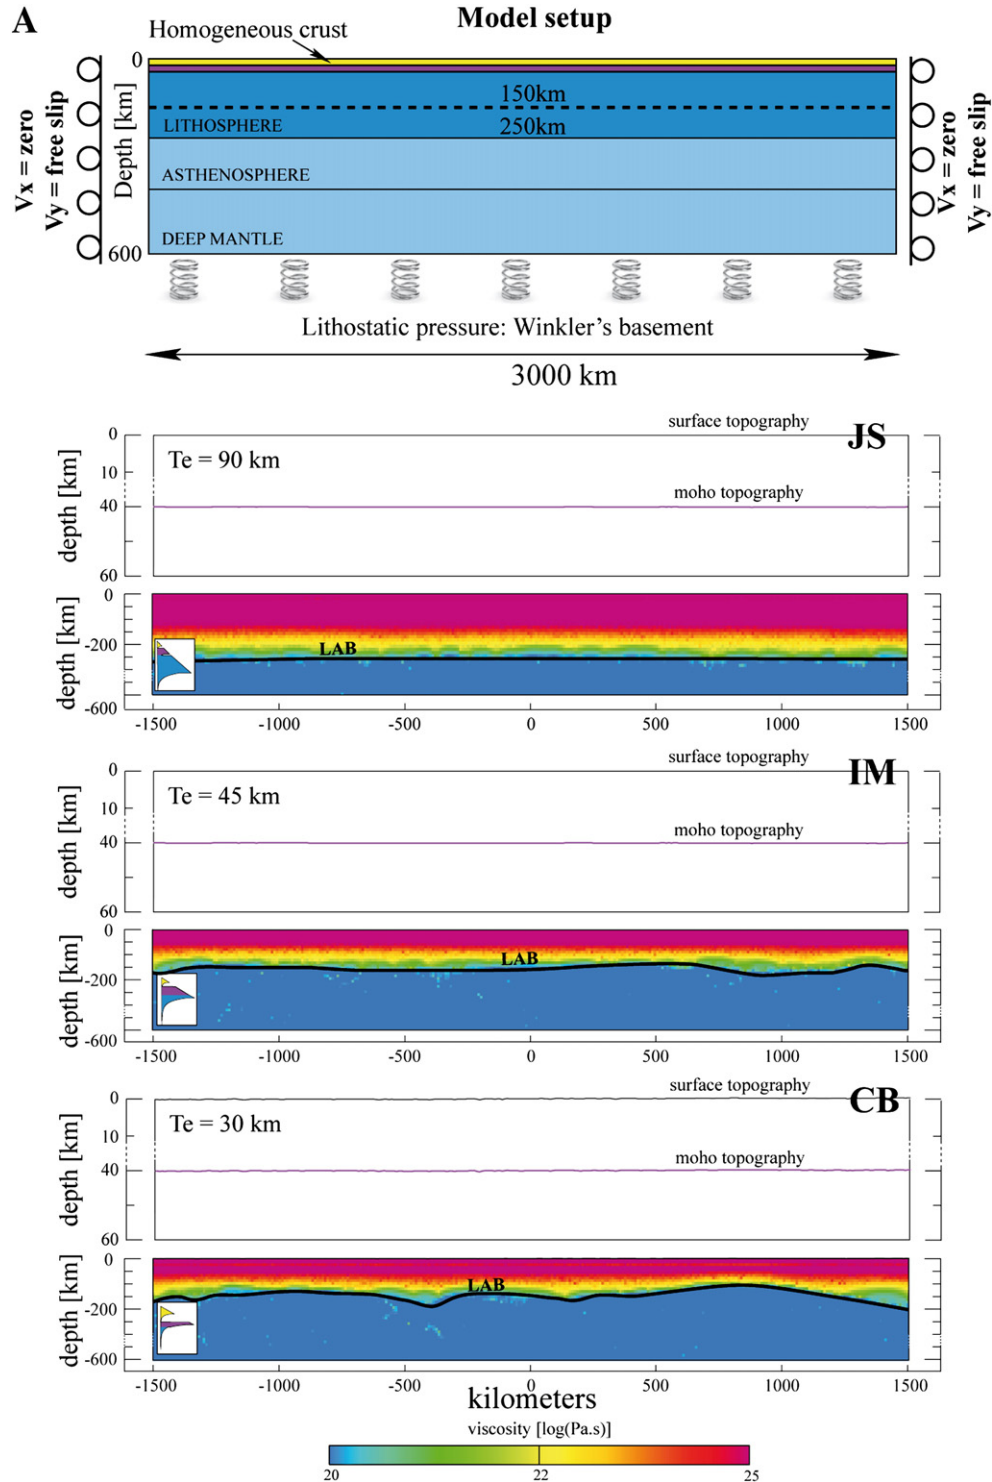 A
Model setup
Homogeneous crust
0
Depth [km]
600
150km
LITHOSPHERE
250km
ASTHENOSPHERE
DEEP MANTLE
Vx = zero
Vy = free slip
Vx = zero
Vy = free slip
Lithostatic pressure: Winkler's basement
3000 km
surface topography
JS
Te = 90 km
moho topography
depth [km]
0
10
40
60
LAB
depth [km]
0
-200
-600
-1500 -1000 -500 0 500 1000 1500
surface topography
IM
Te = 45 km
moho topography
depth [km]
0
10
40
60
LAB
depth [km]
0
-200
-600
-1500 -1000 -500 0 500 1000 1500
surface topography
CB
Te = 30 km
moho topography
depth [km]
0
10
40
60
LAB
depth [km]
0
-200
-600
-1500 -1000 -500 0 500 1000 1500
kilometers
viscosity [log(Pa.s)]
20 22 25